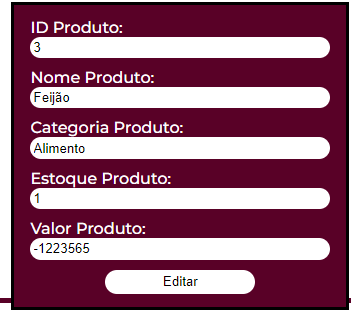 ID Produto:
3
Nome Produto:
Feijão
Categoria Produto:
Alimento
Estoque Produto:
1
Valor Produto:
-1223565
Editar